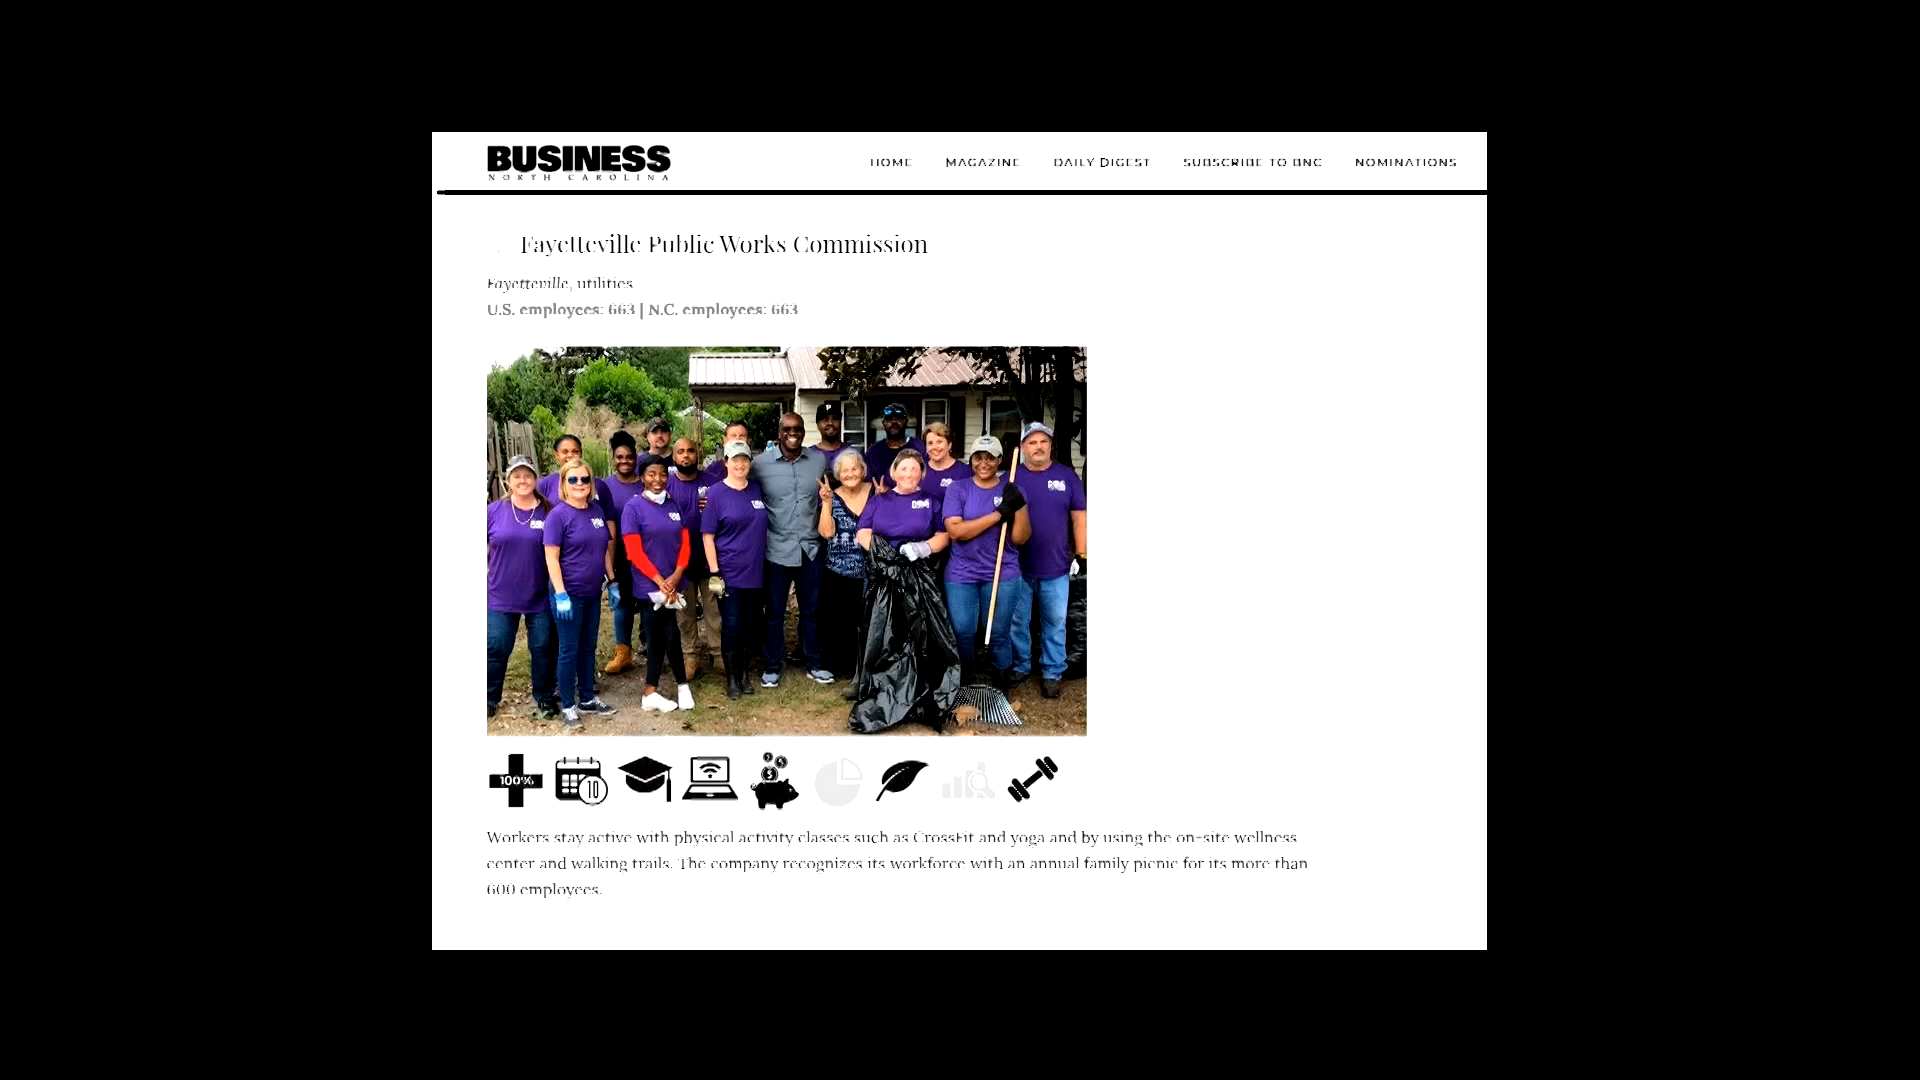 BUSINESS
NORTH CAROLINA
HOME MAGAZINE DAILY DIGEST SUBSCRIBE TO BNC NOMINATIONS
Fayetteville Public Works Commission
Fayetteville, utilities
U.S. employees: 663 | N.C. employees: 663
100%
10
Workers stay active with physical activity classes such as CrossFit and yoga and by using the on-site wellness
center and walking trails. The company recognizes its workforce with an annual family picnic for its more than
600 employees.